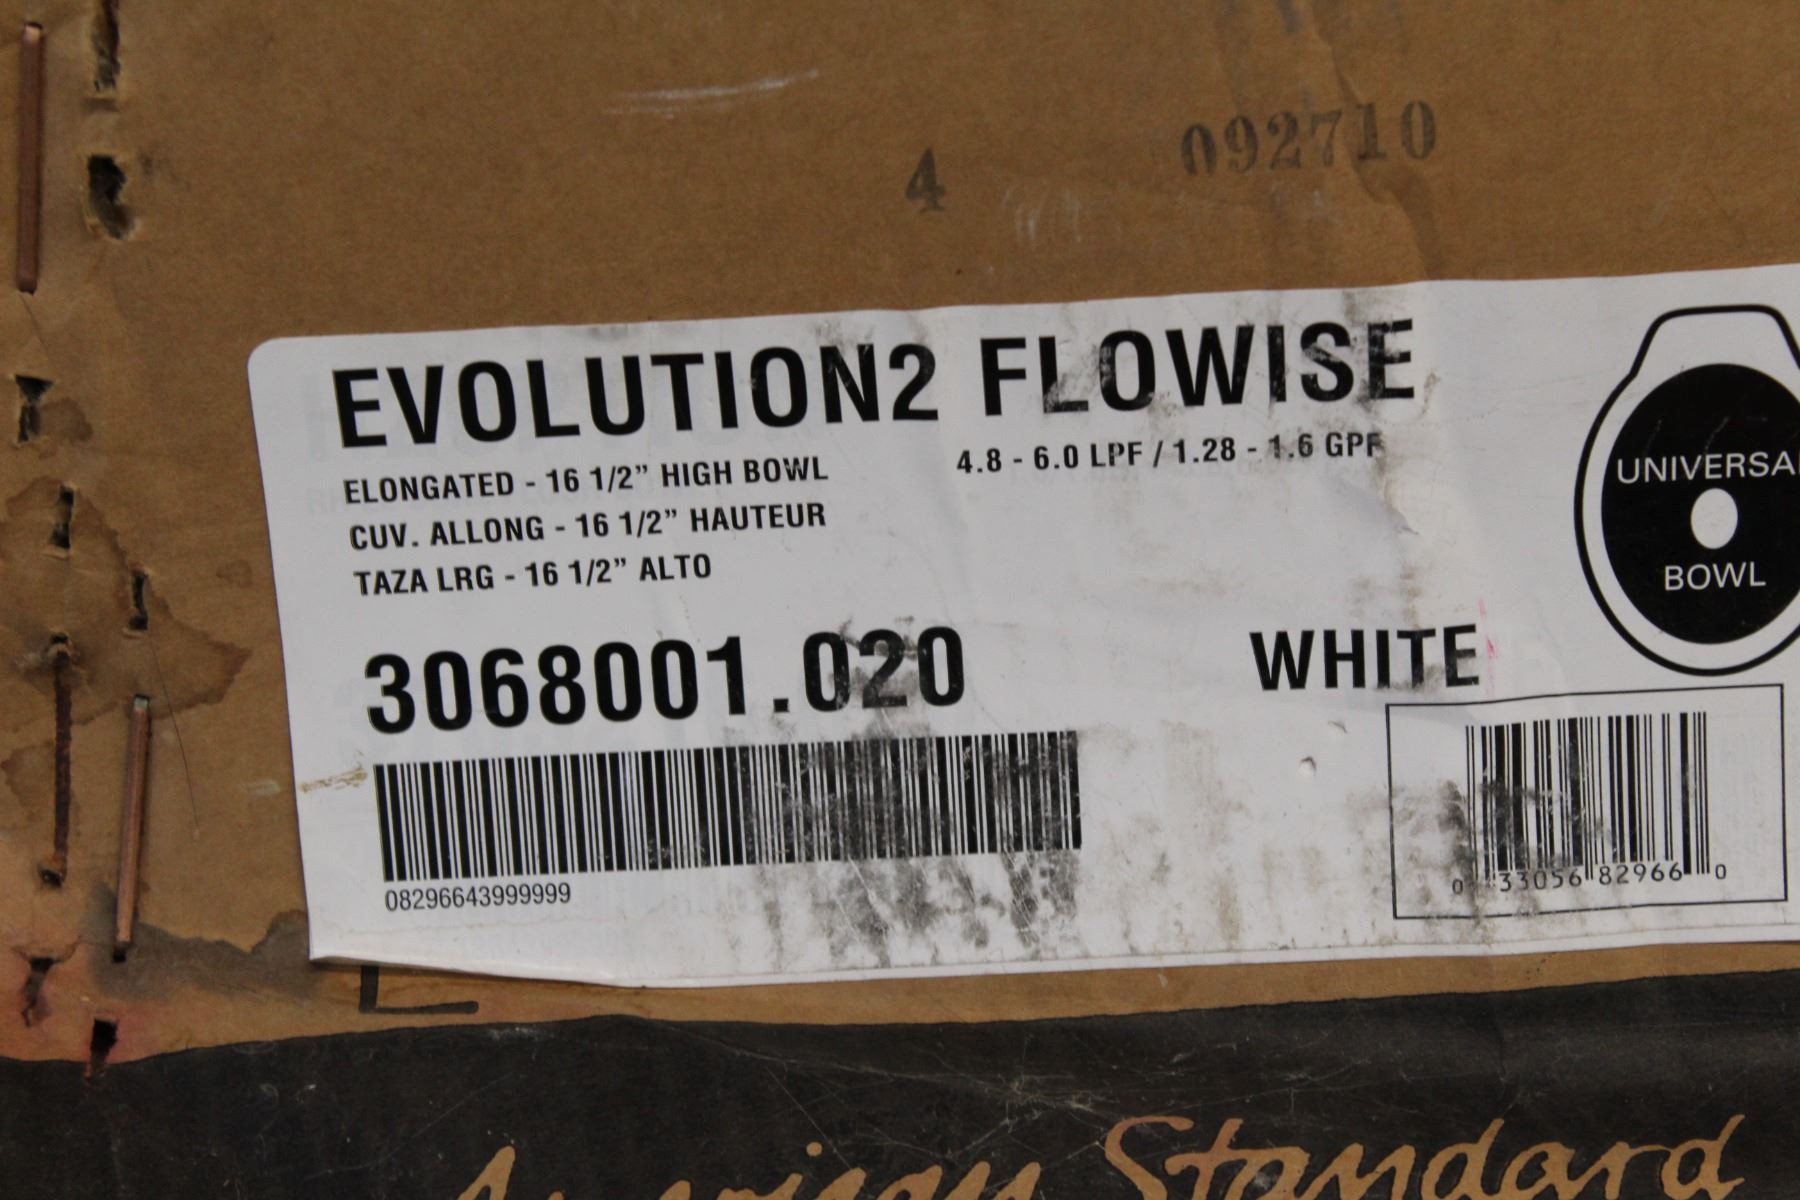 4 092710
EVOLUTION2 FLOWISE
ELONGATED - 16 1/2” HIGH BOWL
4.8 - 6.0 LPF / 1.28 - 1.6 GPF
CUV. ALLONG - 16 1/2” HAUTEUR
TAZA LRG - 16 1/2” ALTO
UNIVERSAL
BOWL
3068001.020
WHITE
08296643999999
0 33056 82966 0
American Standard